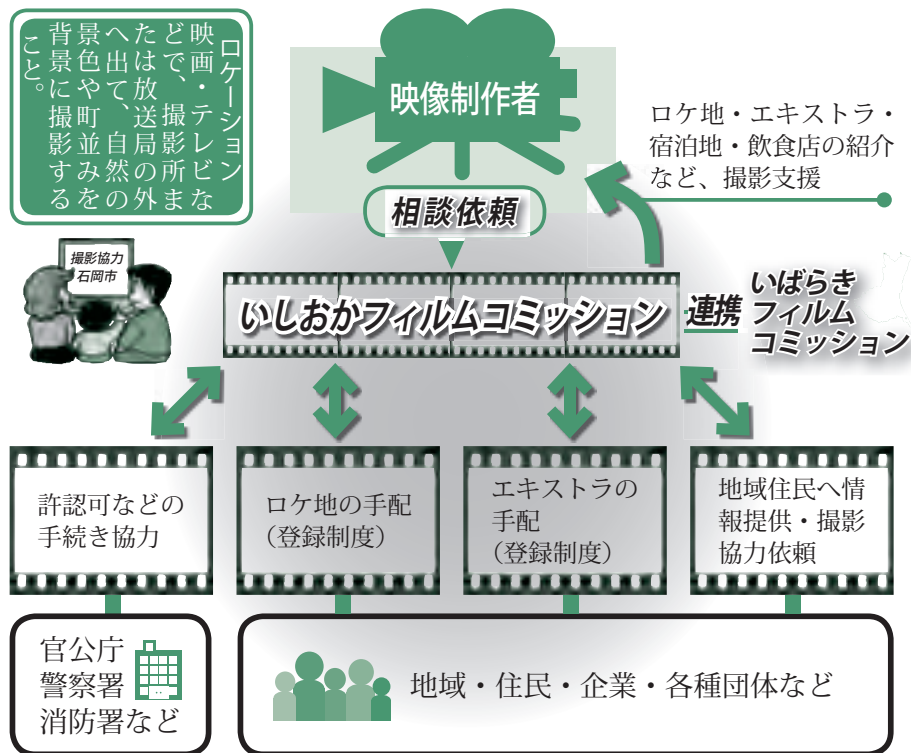 ロケーション
映画・テレビな
どで、撮影所ま
たは放送局の外
へ出て、自然の
景色や町並みを
背景に撮影する
こと。
映像制作者
ロケ地・エキストラ・
宿泊地・飲食店の紹介
など、撮影支援
相談依頼
撮影協力
石岡市
いしおかフィルムコミッション
連携
いばらき
フィルム
コミッション
許認可などの
手続き協力
ロケ地の手配
（登録制度）
エキストラの
手配
（登録制度）
地域住民へ情
報提供・撮影
協力依頼
官公庁
警察署
消防署など
地域・住民・企業・各種団体など